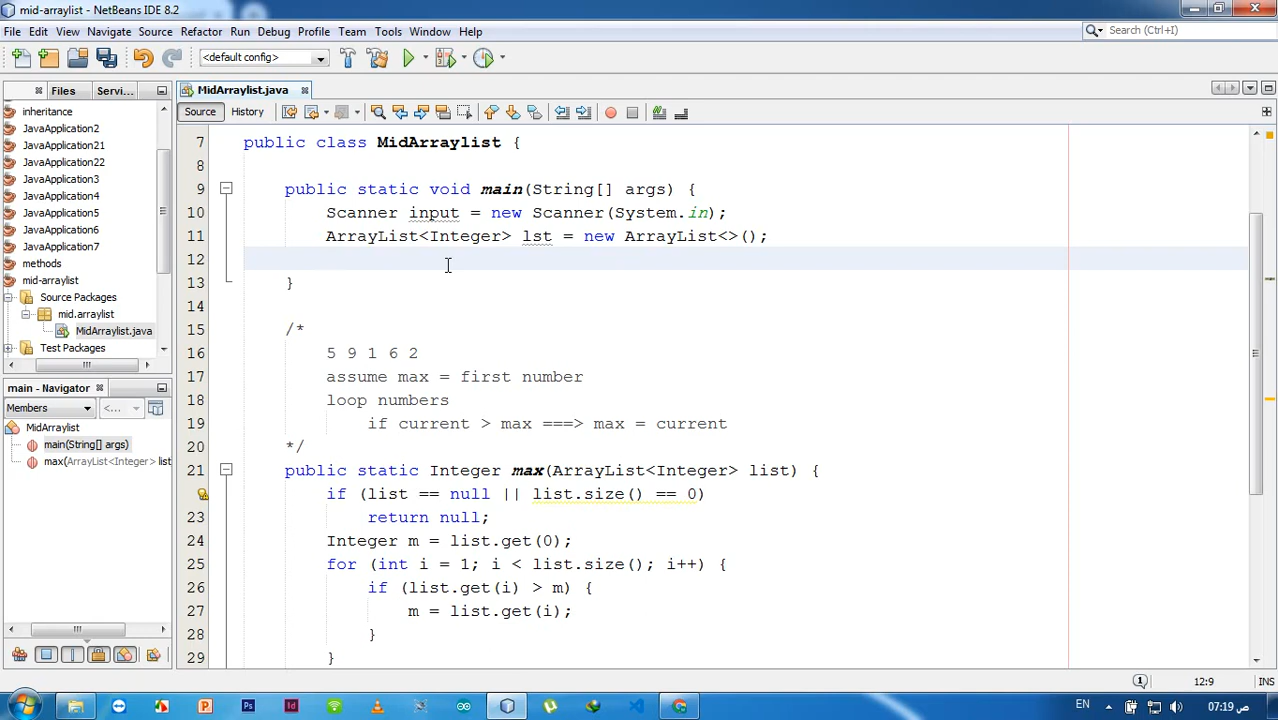 mid-arraylist - NetBeans IDE 8.2
File Edit View Navigate Source Refactor Run Debug Profile Team Tools Window Help
Search (Ctrl+I)
<default config>
Files Servi...
MidArraylist.java
Source History
inheritance
JavaApplication2
JavaApplication21
JavaApplication22
JavaApplication3
JavaApplication4
JavaApplication5
JavaApplication6
JavaApplication7
methods
mid-arraylist
Source Packages
mid.arraylist
MidArraylist.java
Test Packages
main - Navigator
Members
<...
MidArraylist
main(String[] args)
max(ArrayList<Integer> list
7 public class MidArraylist {
8
9 public static void main(String[] args) {
10 Scanner input = new Scanner(System.in);
11 ArrayList<Integer> lst = new ArrayList<>();
12
13 }
14
15 /*
16 5 9 1 6 2
17 assume max = first number
18 loop numbers
19 if current > max ===> max = current
20 */
21 public static Integer max(ArrayList<Integer> list) {
if (list == null || list.size() == 0)
23 return null;
24 Integer m = list.get(0);
25 for (int i = 1; i < list.size(); i++) {
26 if (list.get(i) > m) {
27 m = list.get(i);
28 }
29 }
12:9 INS
EN
07:19 ص